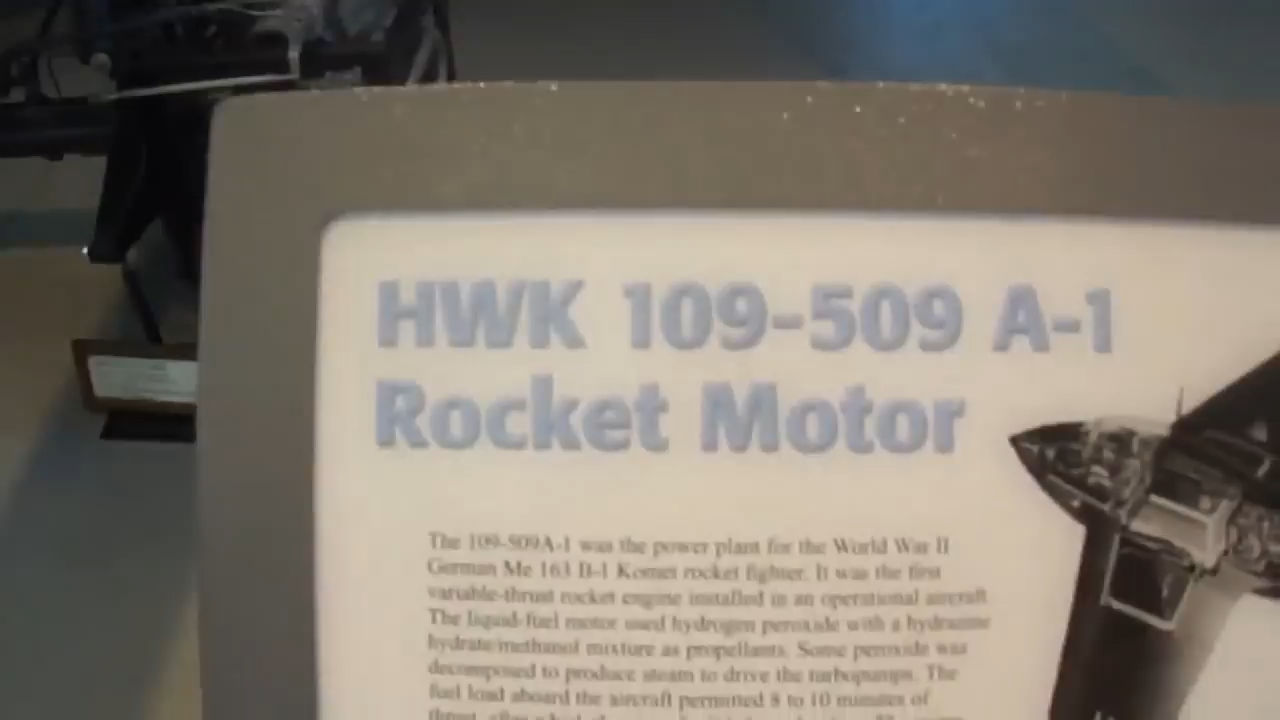 HWK 109-509 A-1
Rocket Motor
The 109-509A-1 was the power plant for the World War II
German Me 163 B-1 Komet rocket fighter. It was the first
variable-thrust rocket engine installed in an operational aircraft.
The liquid-fuel motor used hydrogen peroxide with a hydrazine
hydrate/methanol mixture as propellants. Some peroxide was
decomposed to produce steam to drive the turbopumps. The
fuel load aboard the aircraft permitted 8 to 10 minutes of
thrust, after which